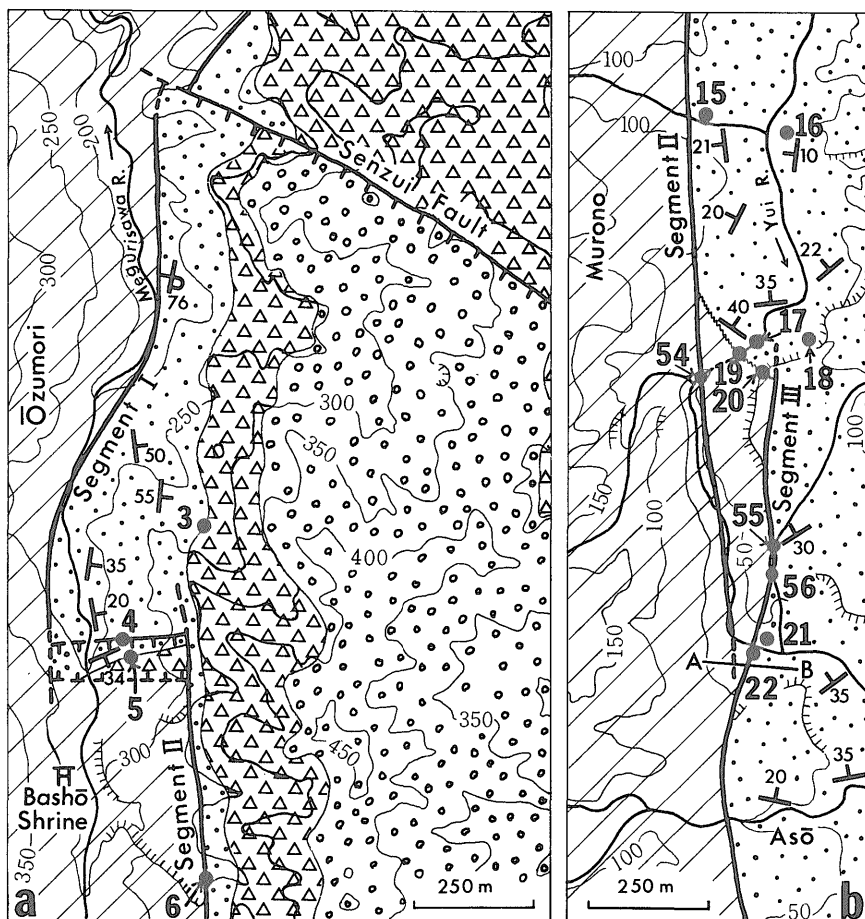 250
200
Megurisawa R.
Senzui Fault
300
Ōzumori
76
Segment I
250
50
55
300
350
400
3
35
20
4
34
5
300
Segment II
350
450
Bashō
Shrine
350
6
250 m
a
100
15
100
21
16
10
Segment II
Murono
20
Yui R.
22
35
40
17
54
19
20
18
Segment III
100
150
100
50
55
30
56
150
21
A
B
22
35
20
35
Asō
100
50
250 m
b